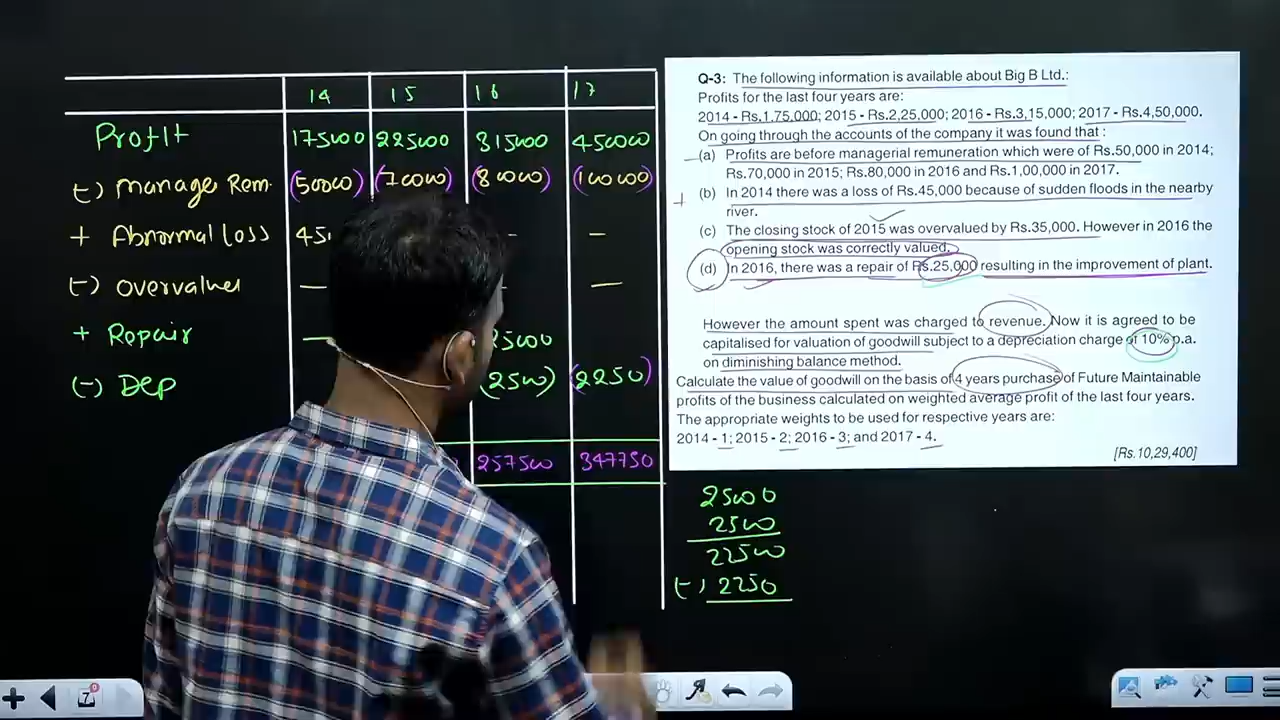 14 15 16 17
Profit 175000 225000 315000 450000
(-) manage Rem. (50000) (70000) (80000) (100000)
+ Abnormal loss 450 - -
(-) overvalued - - -
+ Repair - 25000
(-) Dep (2500) (2250)
257500 347750
Q-3: The following information is available about Big B Ltd.:
Profits for the last four years are:
2014 - Rs.1,75,000; 2015 - Rs.2,25,000; 2016 - Rs.3,15,000; 2017 - Rs.4,50,000.
On going through the accounts of the company it was found that :
(a) Profits are before managerial remuneration which were of Rs.50,000 in 2014;
Rs.70,000 in 2015; Rs.80,000 in 2016 and Rs.1,00,000 in 2017.
+ (b) In 2014 there was a loss of Rs.45,000 because of sudden floods in the nearby
river.
(c) The closing stock of 2015 was overvalued by Rs.35,000. However in 2016 the
opening stock was correctly valued.
(d) In 2016, there was a repair of Rs.25,000 resulting in the improvement of plant.
However the amount spent was charged to revenue. Now it is agreed to be
capitalised for valuation of goodwill subject to a depreciation charge of 10% p.a.
on diminishing balance method.
Calculate the value of goodwill on the basis of 4 years purchase of Future Maintainable
profits of the business calculated on weighted average profit of the last four years.
The appropriate weights to be used for respective years are:
2014 - 1; 2015 - 2; 2016 - 3; and 2017 - 4.
[Rs.10,29,400]
25000
2500
22500
(-) 2250
7